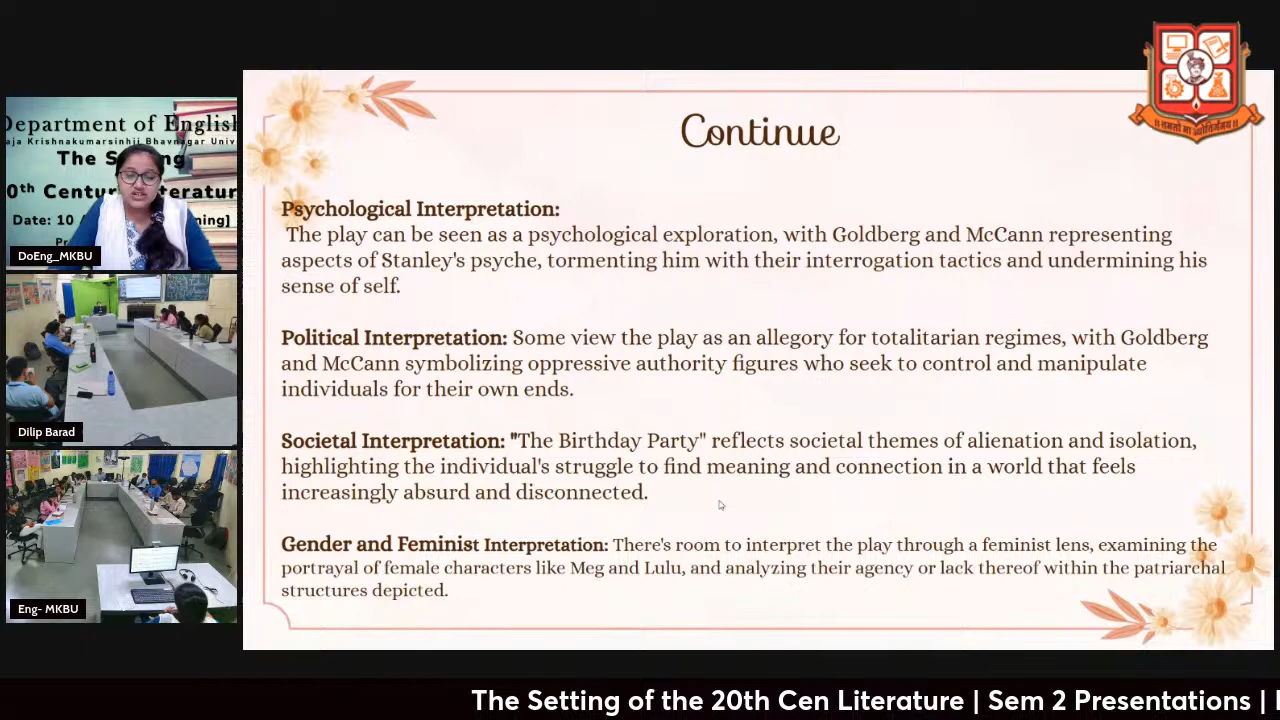 Continue
Psychological Interpretation:
The play can be seen as a psychological exploration, with Goldberg and McCann representing
aspects of Stanley's psyche, tormenting him with their interrogation tactics and undermining his
sense of self.
Political Interpretation: Some view the play as an allegory for totalitarian regimes, with Goldberg
and McCann symbolizing oppressive authority figures who seek to control and manipulate
individuals for their own ends.
Societal Interpretation: "The Birthday Party" reflects societal themes of alienation and isolation,
highlighting the individual's struggle to find meaning and connection in a world that feels
increasingly absurd and disconnected.
Gender and Feminist Interpretation: There's room to interpret the play through a feminist lens, examining the
portrayal of female characters like Meg and Lulu, and analyzing their agency or lack thereof within the patriarchal
structures depicted.
Department of English
Krishnakumarsinhji Bhavnagar
The
Date: 10
DoEng_MKBU
Dilip Barad
Eng- MKBU
The Setting of the 20th Cen Literature | Sem 2 Presentations |